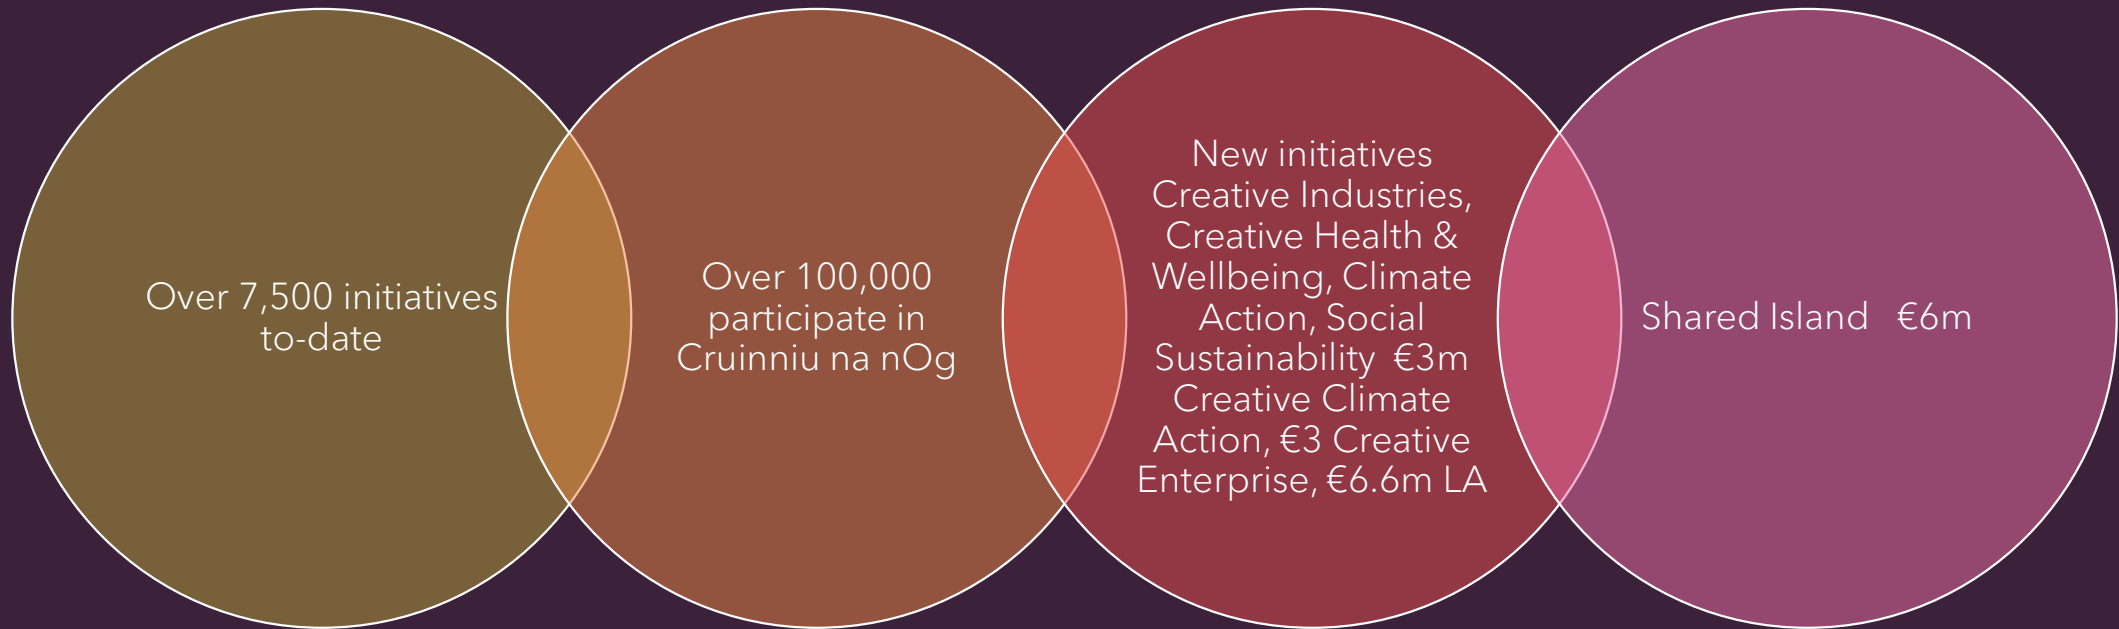 Over 7,500 initiatives
to-date
Over 100,000
participate in
Cruinniu na nOg
New initiatives
Creative Industries,
Creative Health &
Wellbeing, Climate
Action, Social
Sustainability €3m
Creative Climate
Action, €3 Creative
Enterprise, €6.6m LA
Shared Island €6m